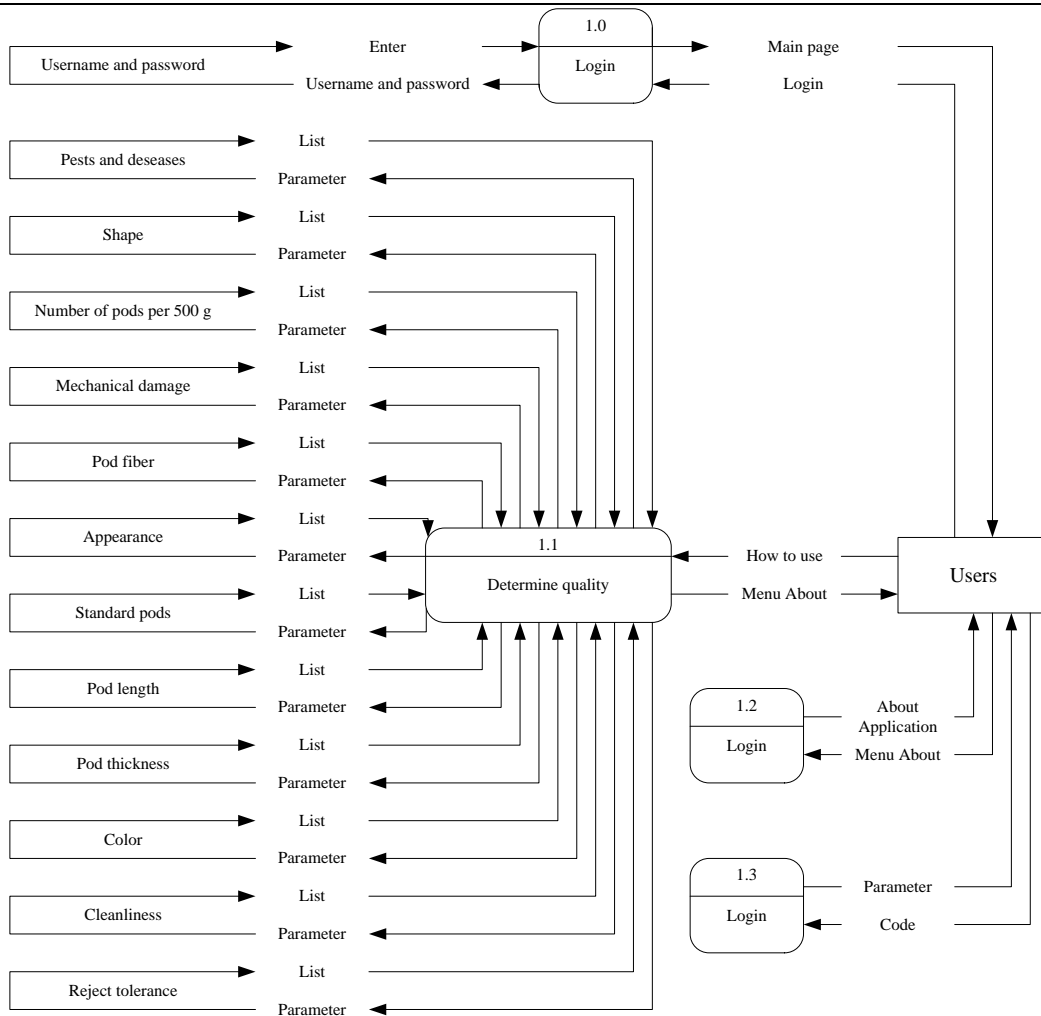 1.0
Enter
Main page
Username and password
Login
Username and password
Login
List
Pests and deseases
Parameter
List
Shape
Parameter
List
Number of pods per 500 g
Parameter
List
Mechanical damage
Parameter
List
Pod fiber
Parameter
List
Appearance
Parameter
1.1
How to use
Determine quality
Users
List
Menu About
Standard pods
Parameter
List
Pod length
Parameter
1.2
About
Application
Login
Menu About
List
Pod thickness
Parameter
List
Color
Parameter
1.3
Parameter
Login
Code
List
Cleanliness
Parameter
List
Reject tolerance
Parameter